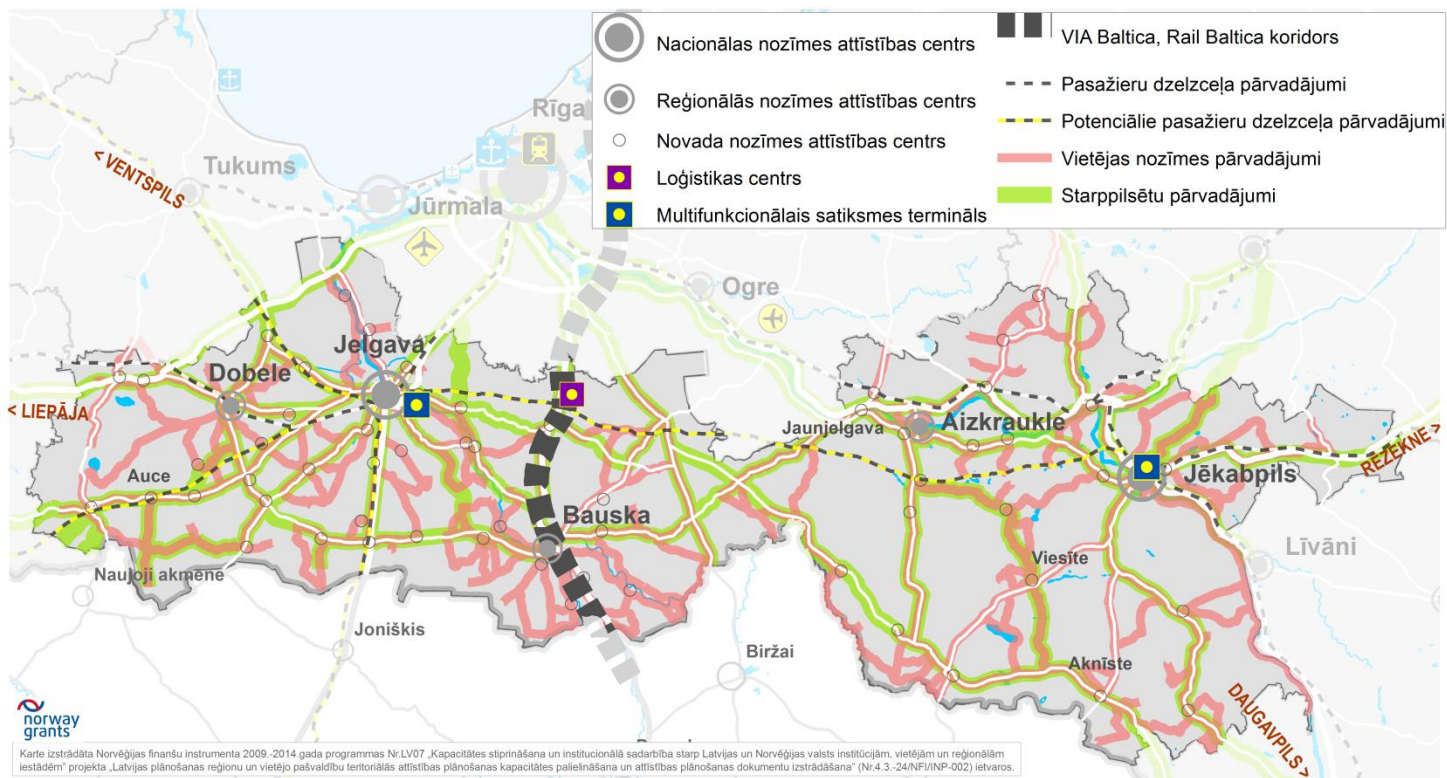 Nacionālas nozīmes attīstības centrs
Reģionālās nozīmes attīstības centrs
Novada nozīmes attīstības centrs
Loģistikas centrs
Multifunkcionālais satiksmes termināls
VIA Baltica, Rail Baltica koridors
Pasažieru dzelzceļa pārvadājumi
Potenciālie pasažieru dzelzceļa pārvadājumi
Vietējas nozīmes pārvadājumi
Starppilsētu pārvadājumi
Rīga
< VENTSPILS
Tukums
Jūrmala
Ogre
Jelgava
Dobele
< LIEPĀJA
Jaunjelgava
Aizkraukle
RĒZEKNE >
Auce
Jēkabpils
Bauska
Līvāni
Viesīte
Naujoji akmenė
Joniškis
Biržai
Aknīste
DAUGAVPILS >
norway
grants
Karte izstrādāta Norvēģijas finanšu instrumenta 2009.-2014.gada programmas Nr.LV07 „Kapacitātes stiprināšana un institucionālā sadarbība starp Latvijas un Norvēģijas valsts institūcijām, vietējām un reģionālām
iestādēm” projekta „Latvijas plānošanas reģionu un vietējo pašvaldību teritoriālās attīstības plānošanas kapacitātes palielināšana un attīstības plānošanas dokumentu izstrādāšana” (Nr.4.3.-24/NFI/INP-002) ietvaros.